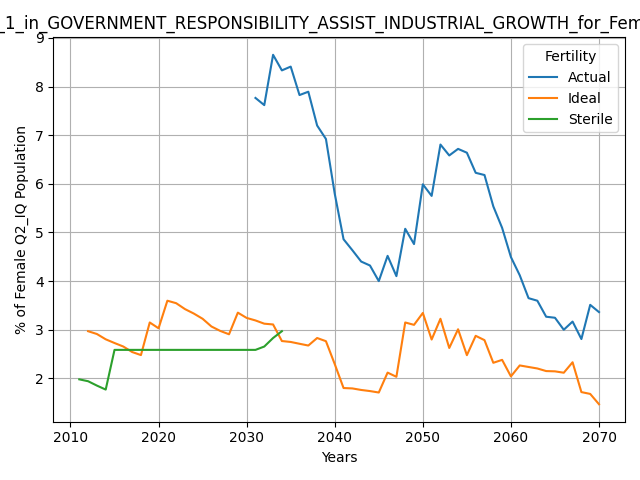 _1_in_GOVERNMENT_RESPONSIBILITY_ASSIST_INDUSTRIAL_GROWTH_for_Fem
Fertility
Actual
Ideal
Sterile
% of Female Q2_IQ Population
9
8
7
6
5
4
3
2
2010 2020 2030 2040 2050 2060 2070
Years